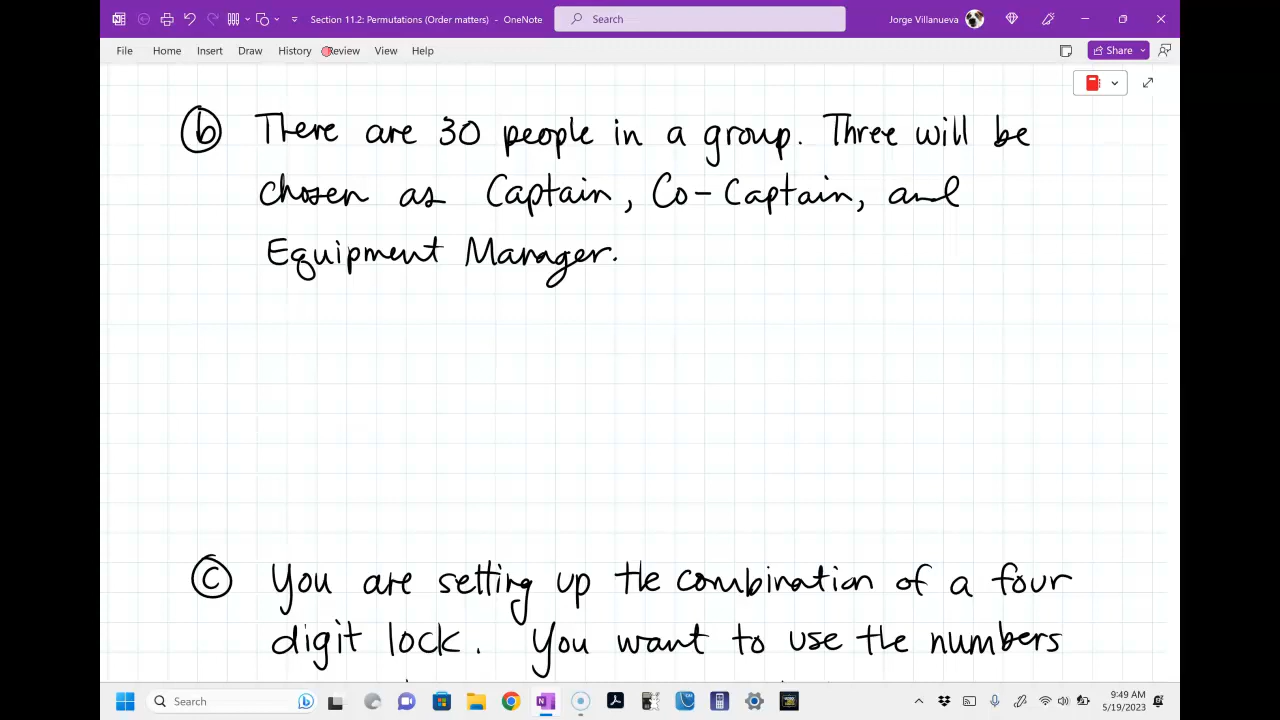 Section 11.2: Permutations (Order matters) - OneNote
Search
Jorge Villanueva
File Home Insert Draw History Review View Help
Share
b There are 30 people in a group. Three will be
chosen as Captain, Co-Captain, and
Equipment Manager.
c You are setting up the combination of a four
digit lock. You want to use the numbers
Search
9:49 AM
5/19/2023